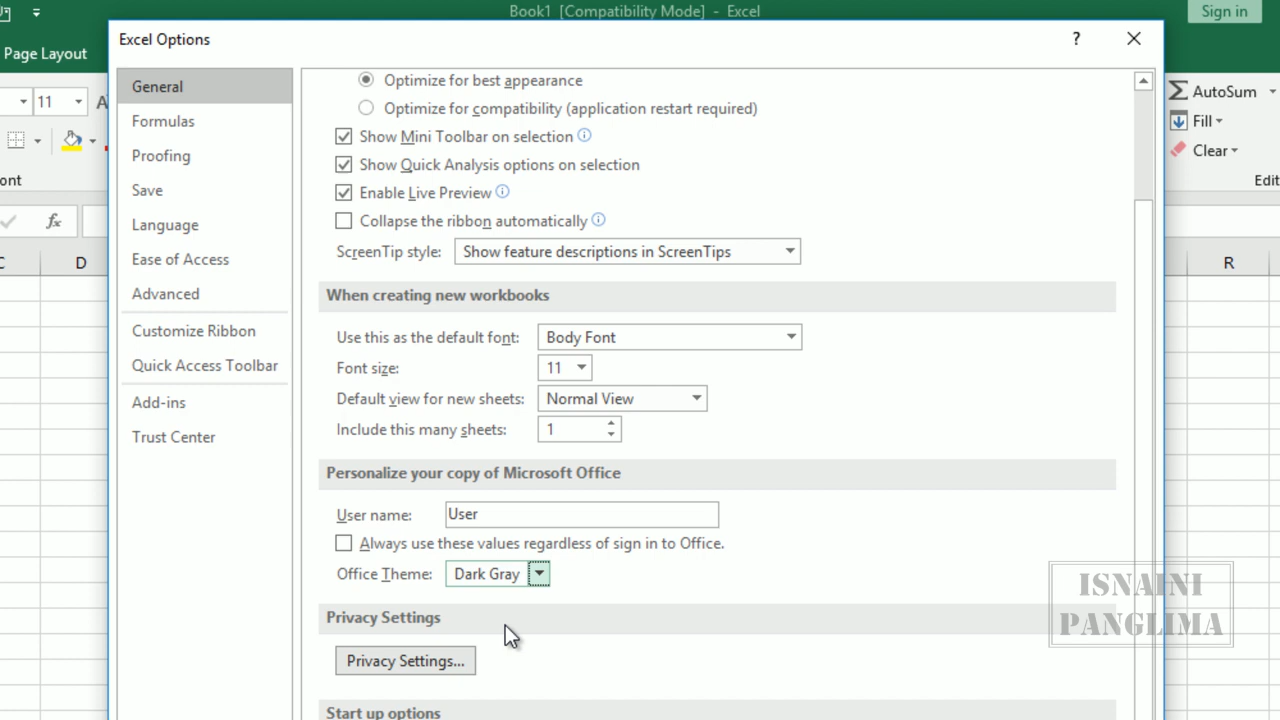 Book1 [Compatibility Mode] - Excel
Sign in
Page Layout
Excel Options
?
11
AutoSum
Fill
Clear
ont
Edit
fx
C
D
R
General
Formulas
Proofing
Save
Language
Ease of Access
Advanced
Customize Ribbon
Quick Access Toolbar
Add-ins
Trust Center
Optimize for best appearance
Optimize for compatibility (application restart required)
Show Mini Toolbar on selection
Show Quick Analysis options on selection
Enable Live Preview
Collapse the ribbon automatically
ScreenTip style: Show feature descriptions in ScreenTips
When creating new workbooks
Use this as the default font: Body Font
Font size: 11
Default view for new sheets: Normal View
Include this many sheets: 1
Personalize your copy of Microsoft Office
User name: User
Always use these values regardless of sign in to Office.
Office Theme: Dark Gray
Privacy Settings
Privacy Settings...
Start up options
ISNAINI
PANGLIMA